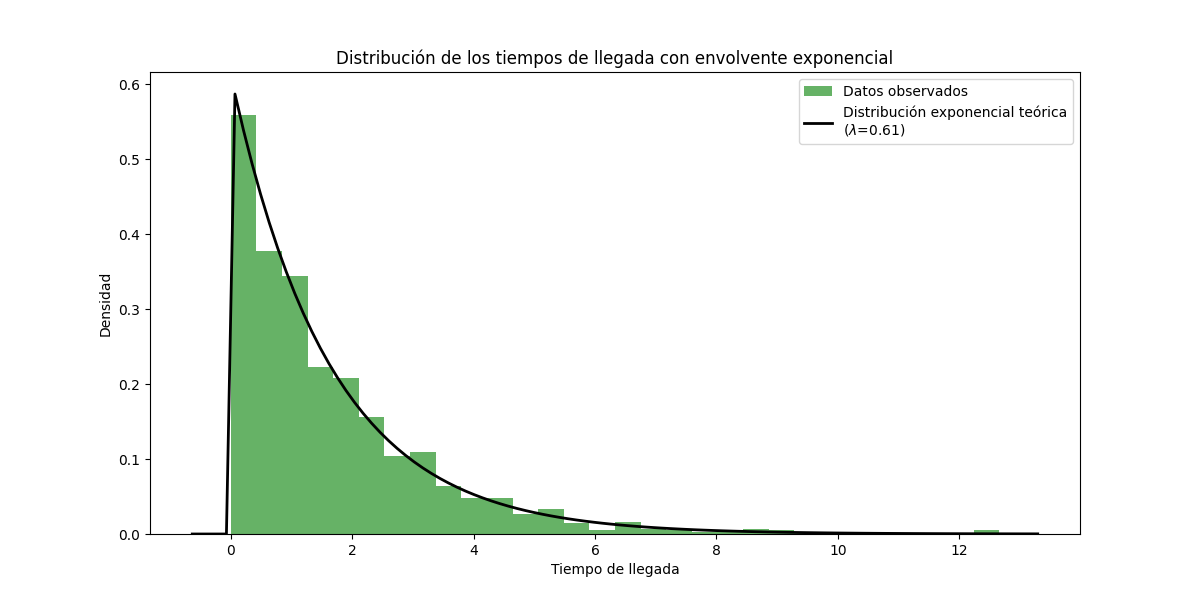 Distribución de los tiempos de llegada con envolvente exponencial
Datos observados
Distribución exponencial teórica
(λ=0.61)
Densidad
0.6
0.5
0.4
0.3
0.2
0.1
0.0
0 2 4 6 8 10 12
Tiempo de llegada